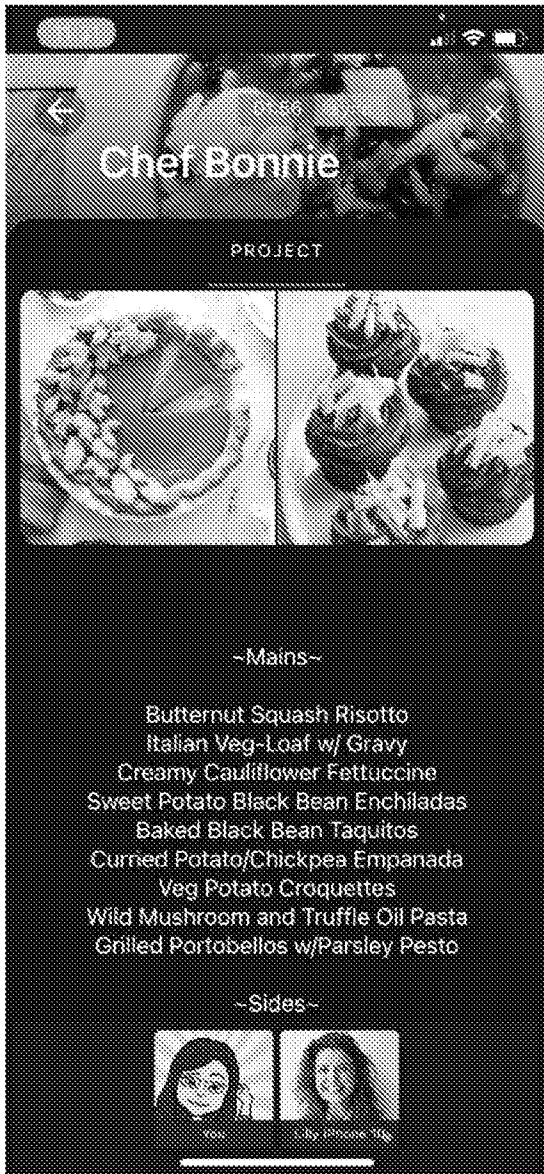 Chef Bonnie
PROJECT
~Mains~
Butternut Squash Risotto
Italian Veg-Loaf w/ Gravy
Creamy Cauliflower Fettuccine
Sweet Potato Black Bean Enchiladas
Baked Black Bean Taquitos
Curried Potato/Chickpea Empanada
Veg Potato Croquettes
Wild Mushroom and Truffle Oil Pasta
Grilled Portobellos w/Parsley Pesto
~Sides~
You